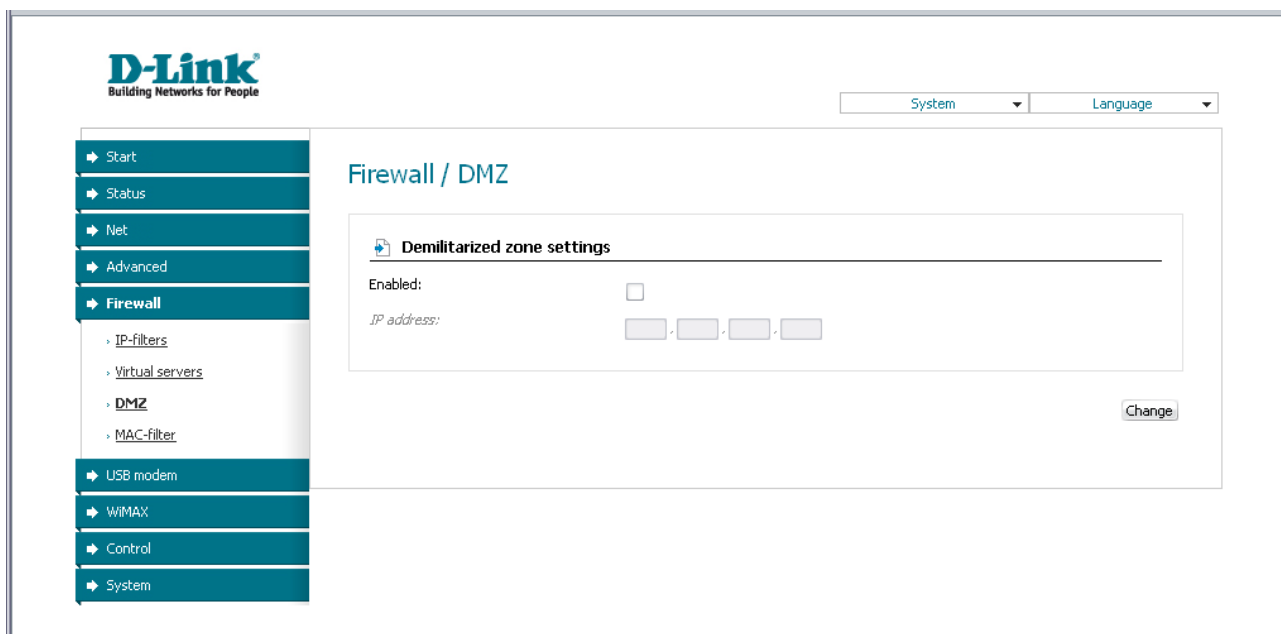 D-Link
Building Networks for People
System
Language
Start
Status
Net
Advanced
Firewall
IP-filters
Virtual servers
DMZ
MAC-filter
USB modem
WiMAX
Control
System
Firewall / DMZ
Demilitarized zone settings
Enabled:
IP address:
. . .
Change